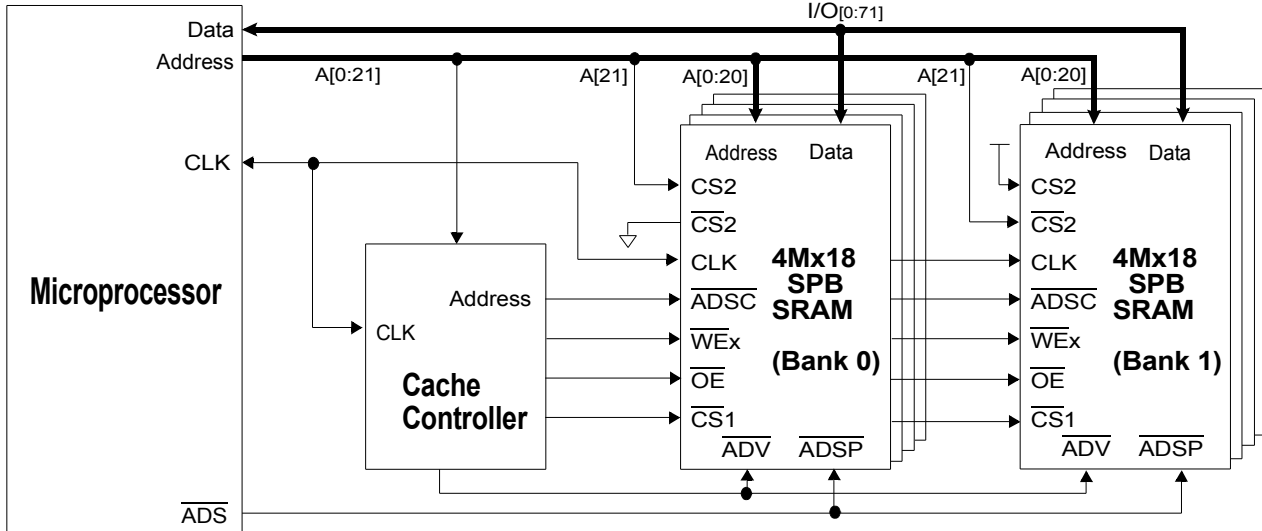 I/O[0:71]
Data
Address
A[0:21]
A[21]
A[0:20]
A[21]
A[0:20]
CLK
Microprocessor
ADS
Address
CLK
Cache
Controller
Address Data
CS2
CS2
CLK
ADSC
WEx
OE
CS1
4Mx18
SPB
SRAM
(Bank 0)
ADV ADSP
Address Data
CS2
CS2
CLK
ADSC
WEx
OE
CS1
4Mx18
SPB
SRAM
(Bank 1)
ADV ADSP